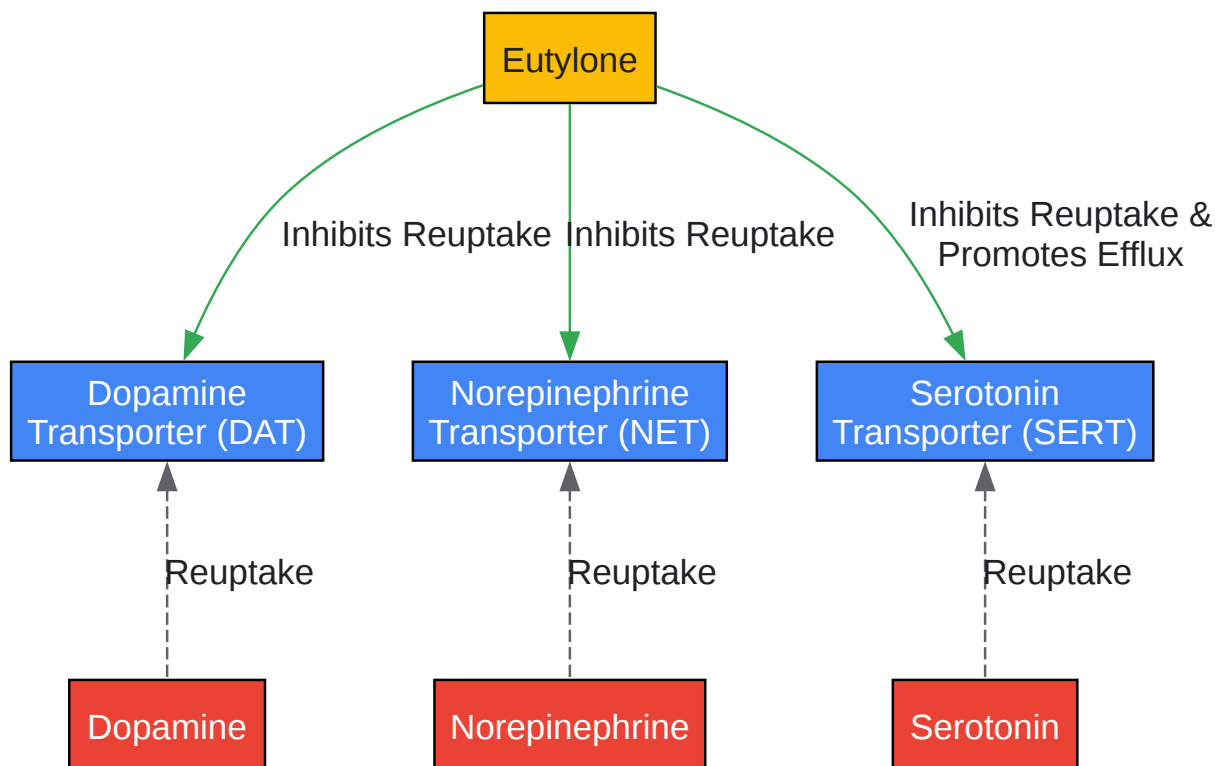 Eutylone
Inhibits Reuptake
Inhibits Reuptake
Inhibits Reuptake &
Promotes Efflux
Dopamine
Transporter (DAT)
Norepinephrine
Transporter (NET)
Serotonin
Transporter (SERT)
Reuptake
Reuptake
Reuptake
Dopamine
Norepinephrine
Serotonin